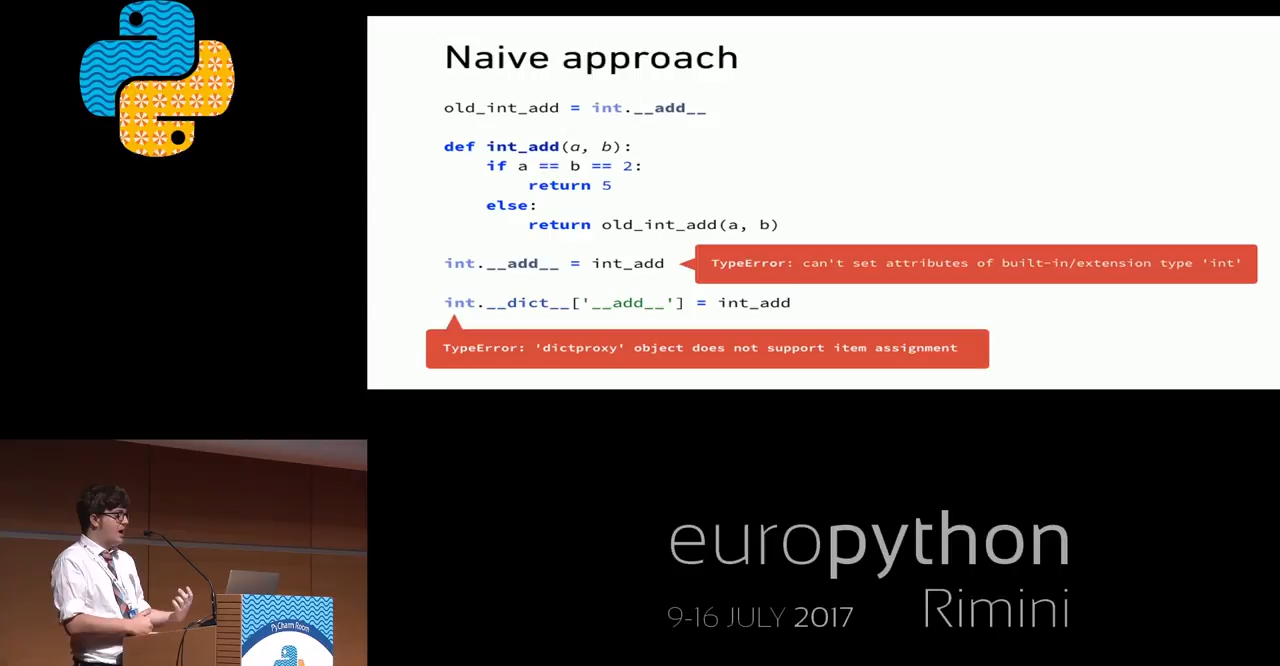 Naive approach
old_int_add = int.__add__
def int_add(a, b):
if a == b == 2:
return 5
else:
return old_int_add(a, b)
int.__add__ = int_add
TypeError: can't set attributes of built-in/extension type 'int'
int.__dict__['__add__'] = int_add
TypeError: 'dictproxy' object does not support item assignment
europython
9-16 JULY 2017
Rimini
PyCharm Room